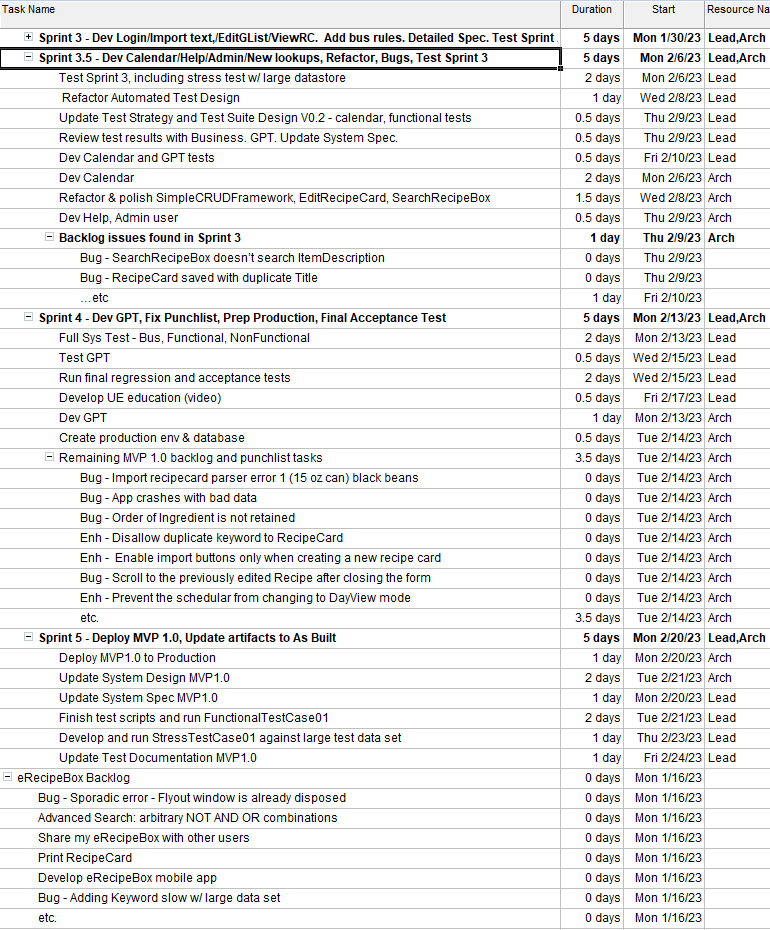 Task Name Duration Start Resource Na
Sprint 3 - Dev Login/Import text,/EditGList/ViewRC. Add bus rules. Detailed Spec. Test Sprint 5 days Mon 1/30/23 Lead,Arch
Sprint 3.5 - Dev Calendar/Help/Admin/New lookups, Refactor, Bugs, Test Sprint 3 5 days Mon 2/6/23 Lead,Arch
Test Sprint 3, including stress test w/ large datastore 2 days Mon 2/6/23 Lead
Refactor Automated Test Design 1 day Wed 2/8/23 Lead
Update Test Strategy and Test Suite Design V0.2 - calendar, functional tests 0.5 days Thu 2/9/23 Lead
Review test results with Business. GPT. Update System Spec. 0.5 days Thu 2/9/23 Lead
Dev Calendar and GPT tests 0.5 days Fri 2/10/23 Lead
Dev Calendar 2 days Mon 2/6/23 Arch
Refactor & polish SimpleCRUDFramework, EditRecipeCard, SearchRecipeBox 1.5 days Wed 2/8/23 Arch
Dev Help, Admin user 0.5 days Thu 2/9/23 Arch
Backlog issues found in Sprint 3 1 day Thu 2/9/23 Arch
Bug - SearchRecipeBox doesn't search ItemDescription 0 days Thu 2/9/23
Bug - RecipeCard saved with duplicate Title 0 days Thu 2/9/23
…etc 1 day Fri 2/10/23
Sprint 4 - Dev GPT, Fix Punchlist, Prep Production, Final Acceptance Test 5 days Mon 2/13/23 Lead,Arch
Full Sys Test - Bus, Functional, NonFunctional 2 days Mon 2/13/23 Lead
Test GPT 0.5 days Wed 2/15/23 Lead
Run final regression and acceptance tests 2 days Wed 2/15/23 Lead
Develop UE education (video) 0.5 days Fri 2/17/23 Lead
Dev GPT 1 day Mon 2/13/23 Arch
Create production env & database 0.5 days Tue 2/14/23 Arch
Remaining MVP 1.0 backlog and punchlist tasks 3.5 days Tue 2/14/23 Arch
Bug - Import recipecard parser error 1 (15 oz can) black beans 0 days Tue 2/14/23 Arch
Bug - App crashes with bad data 0 days Tue 2/14/23 Arch
Bug - Order of Ingredient is not retained 0 days Tue 2/14/23 Arch
Enh - Disallow duplicate keyword to RecipeCard 0 days Tue 2/14/23 Arch
Enh - Enable import buttons only when creating a new recipe card 0 days Tue 2/14/23 Arch
Bug - Scroll to the previously edited Recipe after closing the form 0 days Tue 2/14/23 Arch
Enh - Prevent the schedular from changing to DayView mode 0 days Tue 2/14/23 Arch
etc. 3.5 days Tue 2/14/23 Arch
Sprint 5 - Deploy MVP 1.0, Update artifacts to As Built 5 days Mon 2/20/23 Lead,Arch
Deploy MVP1.0 to Production 1 day Mon 2/20/23 Arch
Update System Design MVP1.0 2 days Tue 2/21/23 Arch
Update System Spec MVP1.0 1 day Mon 2/20/23 Lead
Finish test scripts and run FunctionalTestCase01 2 days Tue 2/21/23 Lead
Develop and run StressTestCase01 against large test data set 1 day Thu 2/23/23 Lead
Update Test Documentation MVP1.0 1 day Fri 2/24/23 Lead
eRecipeBox Backlog 0 days Mon 1/16/23
Bug - Sporadic error - Flyout window is already disposed 0 days Mon 1/16/23
Advanced Search: arbitrary NOT AND OR combinations 0 days Mon 1/16/23
Share my eRecipeBox with other users 0 days Mon 1/16/23
Print RecipeCard 0 days Mon 1/16/23
Develop eRecipeBox mobile app 0 days Mon 1/16/23
Bug - Adding Keyword slow w/ large data set 0 days Mon 1/16/23
etc. 0 days Mon 1/16/23